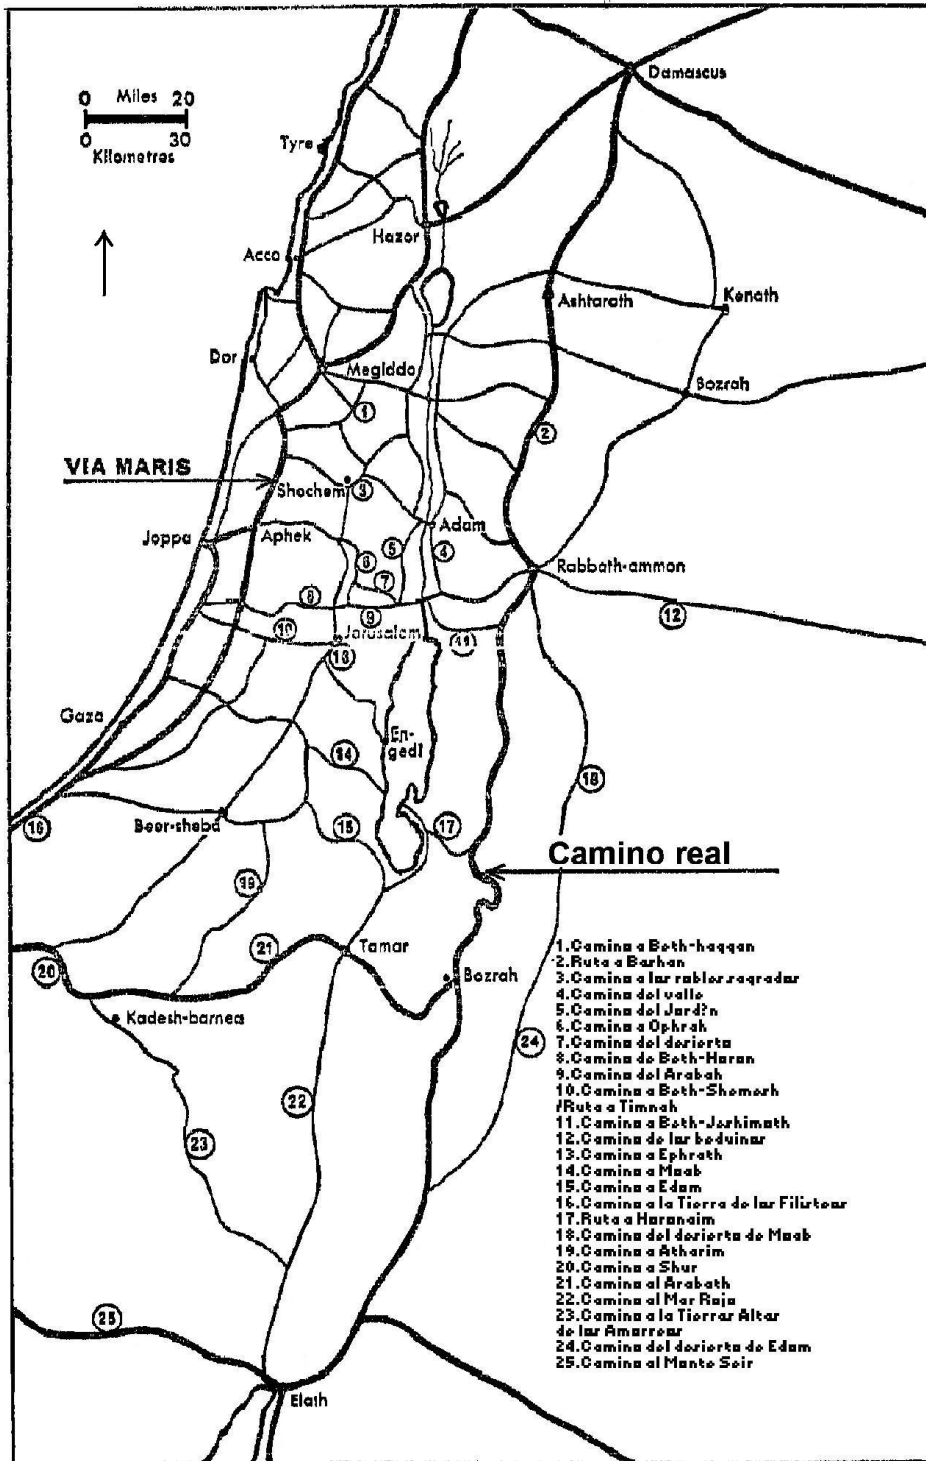 Damascus
0 Miles 20
0 30
Kilometres
Tyre
Hazor
Acco
Ashtaroth
Kenath
Dor
Megiddo
Bozrah
1
2
VIA MARIS
Shechem
3
Joppa
Aphek
Adam
5
4
6
Rabbath-ammon
7
8
9
12
10
Jerusalem
11
13
Gaza
En-
gedi
14
18
16
Beer-sheba
15
17
Camino real
19
21
Tamar
20
Bozrah
Kadesh-barnea
24
22
23
25
Elath
1.Camino a Beth-haggan
2.Ruta a Bashan
3.Camino a los robles sagrados
4.Camino del valle
5.Camino del Jord?n
6.Camino a Ophrah
7.Camino del desierto
8.Camino de Beth-Horon
9.Camino del Arabah
10.Camino a Beth-Shemesh
/Ruta a Timnah
11.Camino a Beth-Jeshimoth
12.Camino de los beduinos
13.Camino a Ephrath
14.Camino a Moab
15.Camino a Edom
16.Camino a la Tierra de los Filisteos
17.Ruta a Horonaim
18.Camino del desierto de Moab
19.Camino a Atharim
20.Camino a Shur
21.Camino al Arabath
22.Camino al Mar Rojo
23.Camino a la Tierras Altas
de los Amorreos
24.Camino del desierto de Edom
25.Camino al Monte Seir